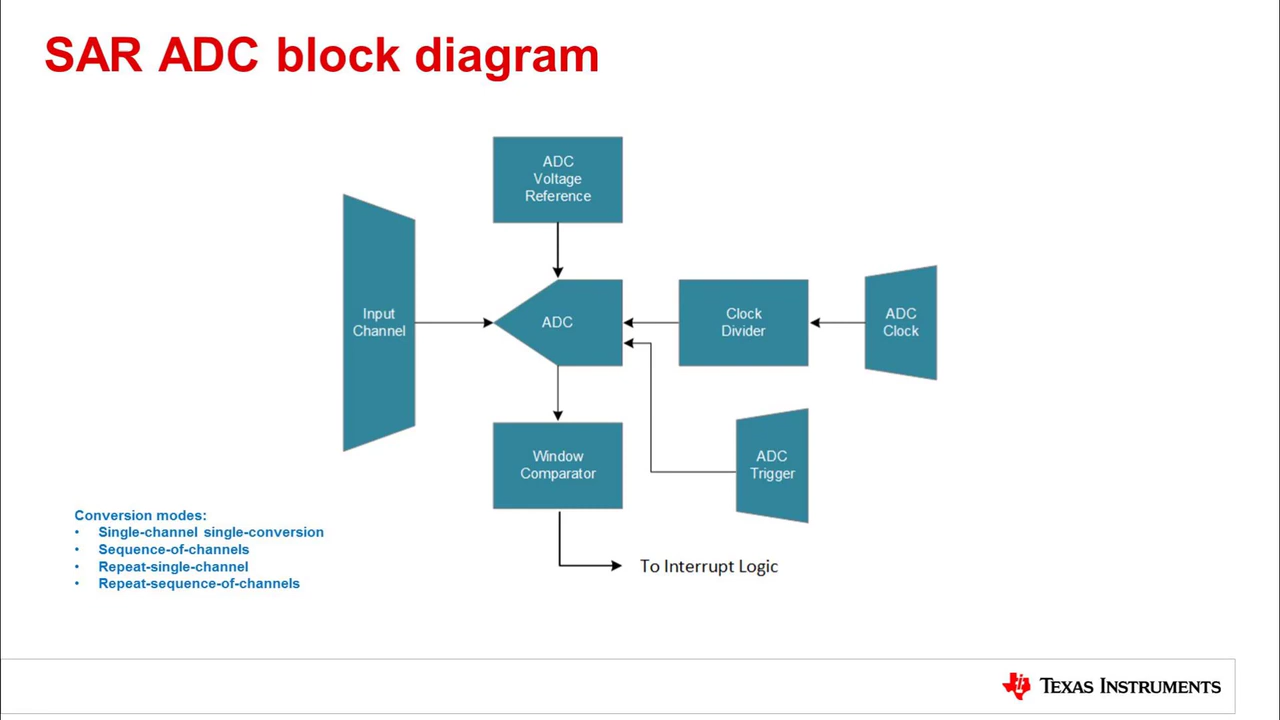 SAR ADC block diagram
ADC
Voltage
Reference
Input
Channel
ADC
Clock
Divider
ADC
Clock
Window
Comparator
ADC
Trigger
To Interrupt Logic
Conversion modes:
• Single-channel single-conversion
• Sequence-of-channels
• Repeat-single-channel
• Repeat-sequence-of-channels
TEXAS INSTRUMENTS